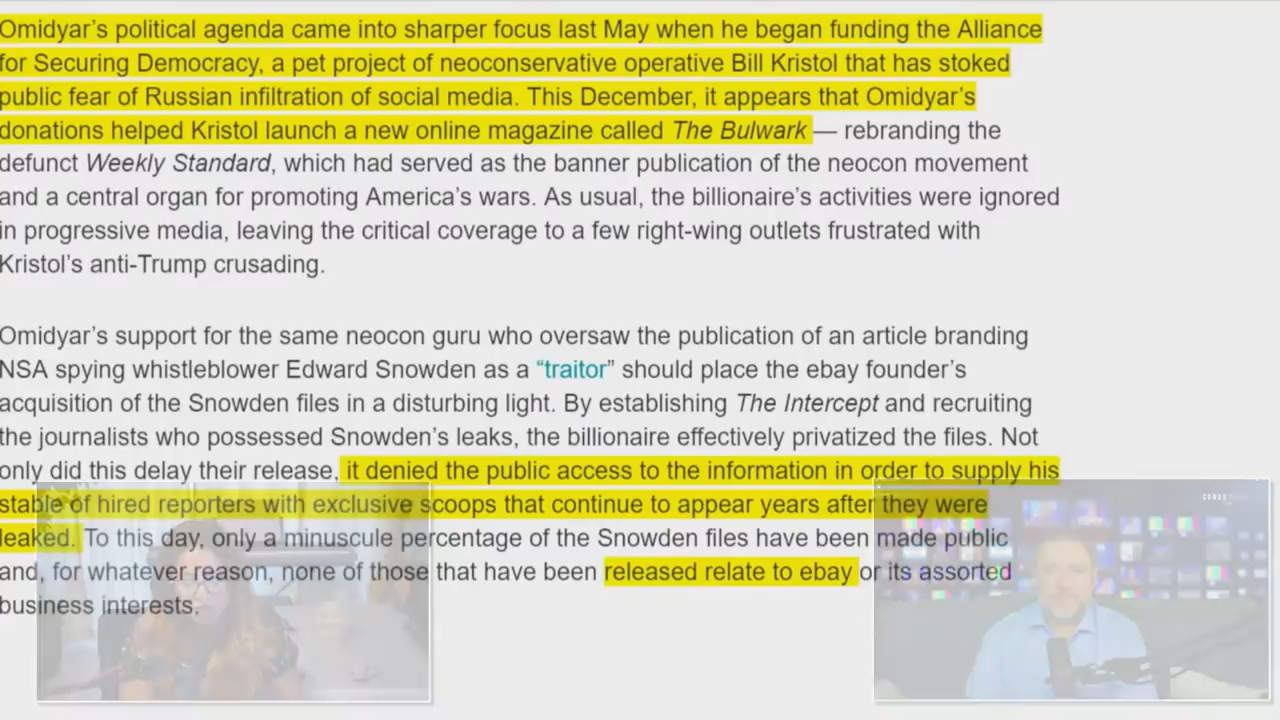 Omidyar’s political agenda came into sharper focus last May when he began funding the Alliance
for Securing Democracy, a pet project of neoconservative operative Bill Kristol that has stoked
public fear of Russian infiltration of social media. This December, it appears that Omidyar’s
donations helped Kristol launch a new online magazine called The Bulwark — rebranding the
defunct Weekly Standard, which had served as the banner publication of the neocon movement
and a central organ for promoting America’s wars. As usual, the billionaire’s activities were ignored
in progressive media, leaving the critical coverage to a few right-wing outlets frustrated with
Kristol’s anti-Trump crusading.
Omidyar’s support for the same neocon guru who oversaw the publication of an article branding
NSA spying whistleblower Edward Snowden as a “traitor” should place the ebay founder’s
acquisition of the Snowden files in a disturbing light. By establishing The Intercept and recruiting
the journalists who possessed Snowden’s leaks, the billionaire effectively privatized the files. Not
only did this delay their release, it denied the public access to the information in order to supply his
stable of hired reporters with exclusive scoops that continue to appear years after they were
leaked. To this day, only a minuscule percentage of the Snowden files have been made public
and, for whatever reason, none of those that have been released relate to ebay or its assorted
business interests.